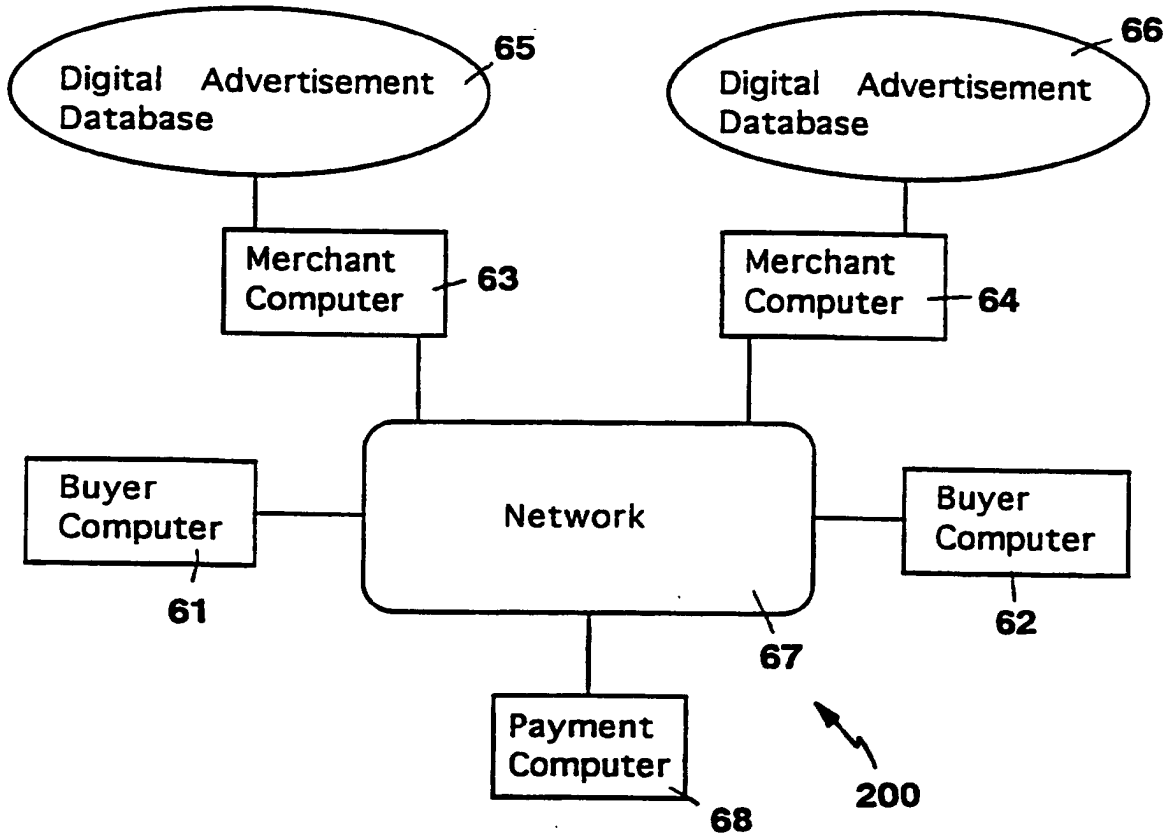 65
Digital Advertisement
Database
66
Digital Advertisement
Database
Merchant
Computer
63
Merchant
Computer
64
Buyer
Computer
61
Network
67
Buyer
Computer
62
Payment
Computer
68
200